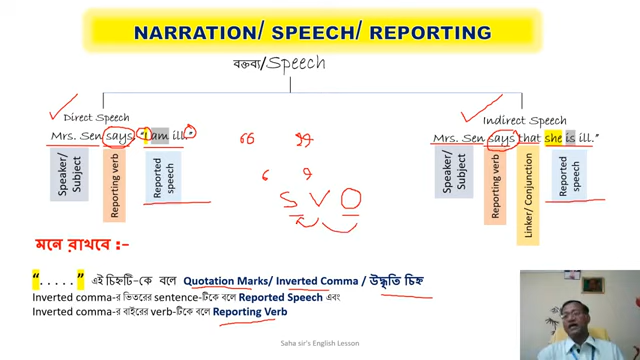 NARRATION/ SPEECH/ REPORTING
বক্তব্য/Speech
Direct Speech
Mrs. Sen says, “I am ill.”
Speaker/ Subject
Reporting verb
Reported speech
“ ”
‘ ’
S V O
Indirect Speech
Mrs. Sen says that she is ill.”
Speaker/ Subject
Reporting verb
Linker/ Conjunction
Reported speech
মনে রাখবে :-
“ . . . . . ” এই চিহ্নটি-কে বলে Quotation Marks/ Inverted Comma / উদ্ধৃতি চিহ্ন
Inverted comma-র ভিতরের sentence-টিকে বলে Reported Speech এবং
Inverted comma-র বাইরের verb-টিকে বলে Reporting Verb
Saha sir's English Lesson